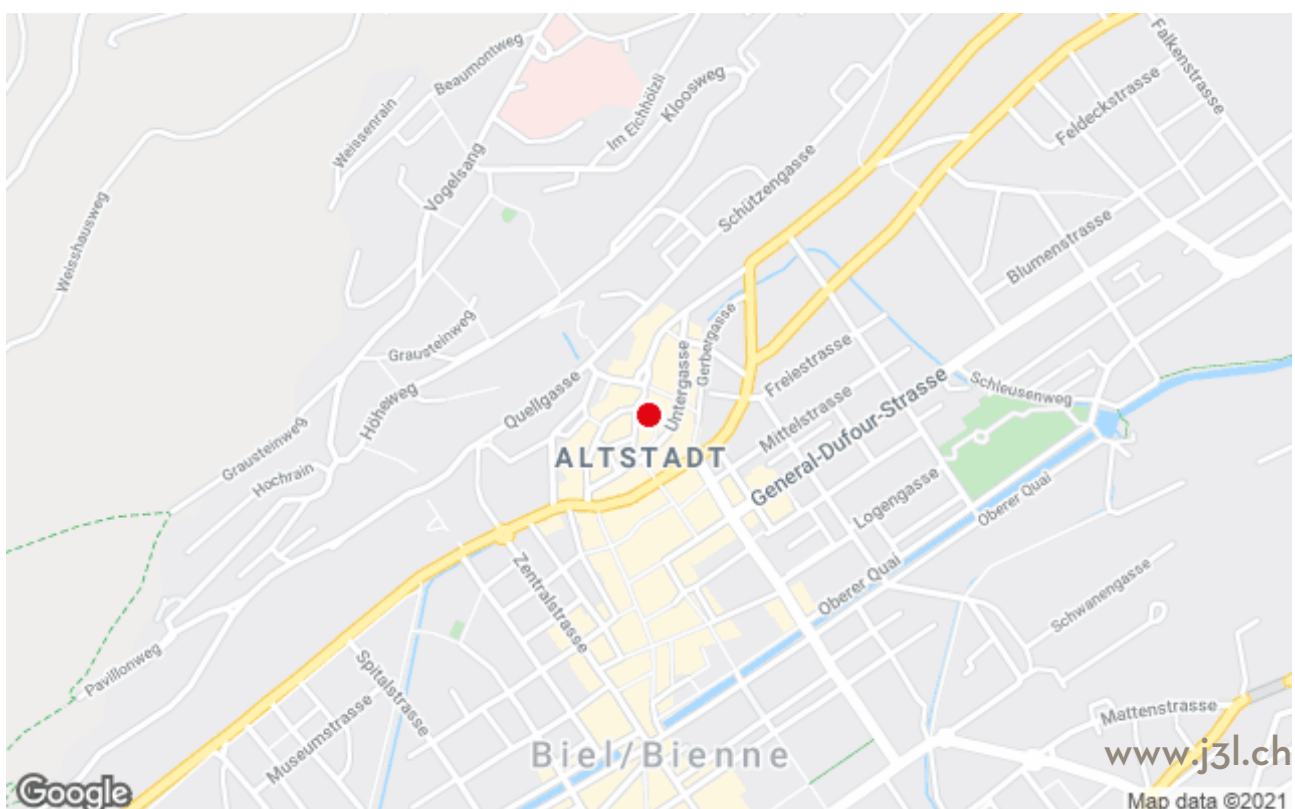 Falkenstrasse
Beaumontweg
Feldeckstrasse
Im Eichhölzli
Kloosweg
Weissenrain
Vogelsang
Schützengasse
Weisshausweg
Blumenstrasse
Grausteinweg
Untergasse
Gerbergasse
Freiestrasse
Schleusenweg
Höheweg
Quellgasse
Mittelstrasse
General-Dufour-Strasse
Grausteinweg
Hochrain
ALTSTADT
Logengasse
Oberer Quai
Zentralstrasse
Oberer Quai
Schwanengasse
Pavillonweg
Spitalstrasse
Museumstrasse
Mattenstrasse
Biel/Bienne
www.j3l.ch
Google
Map data ©2021